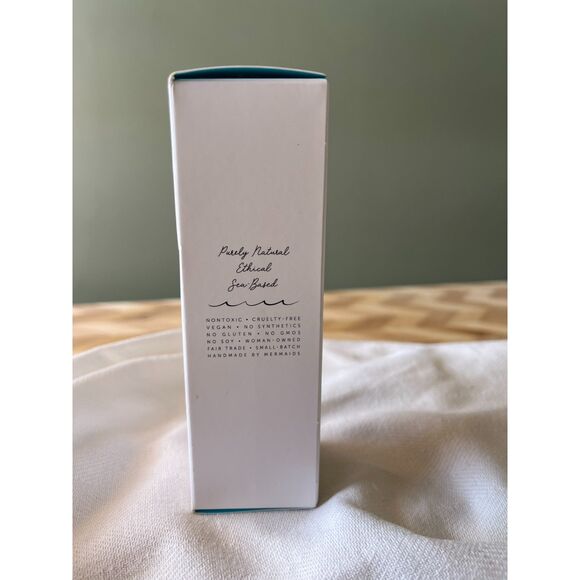 Purely Natural
Ethical
Sea-Based
NONTOXIC • CRUELTY-FREE
VEGAN • NO SYNTHETICS
NO GLUTEN • NO GMOS
NO SOY • WOMAN-OWNED
FAIR TRADE • SMALL-BATCH
HANDMADE BY MERMAIDS